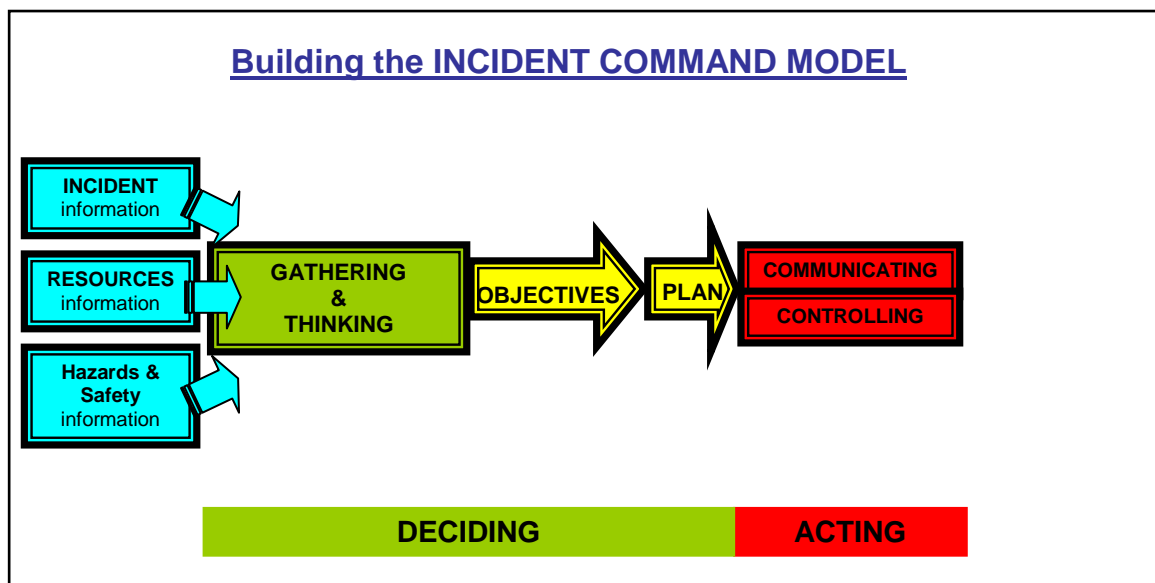 Building the INCIDENT COMMAND MODEL
INCIDENT
information
RESOURCES
information
Hazards &
Safety
information
GATHERING
&
THINKING
OBJECTIVES
PLAN
COMMUNICATING
CONTROLLING
DECIDING
ACTING